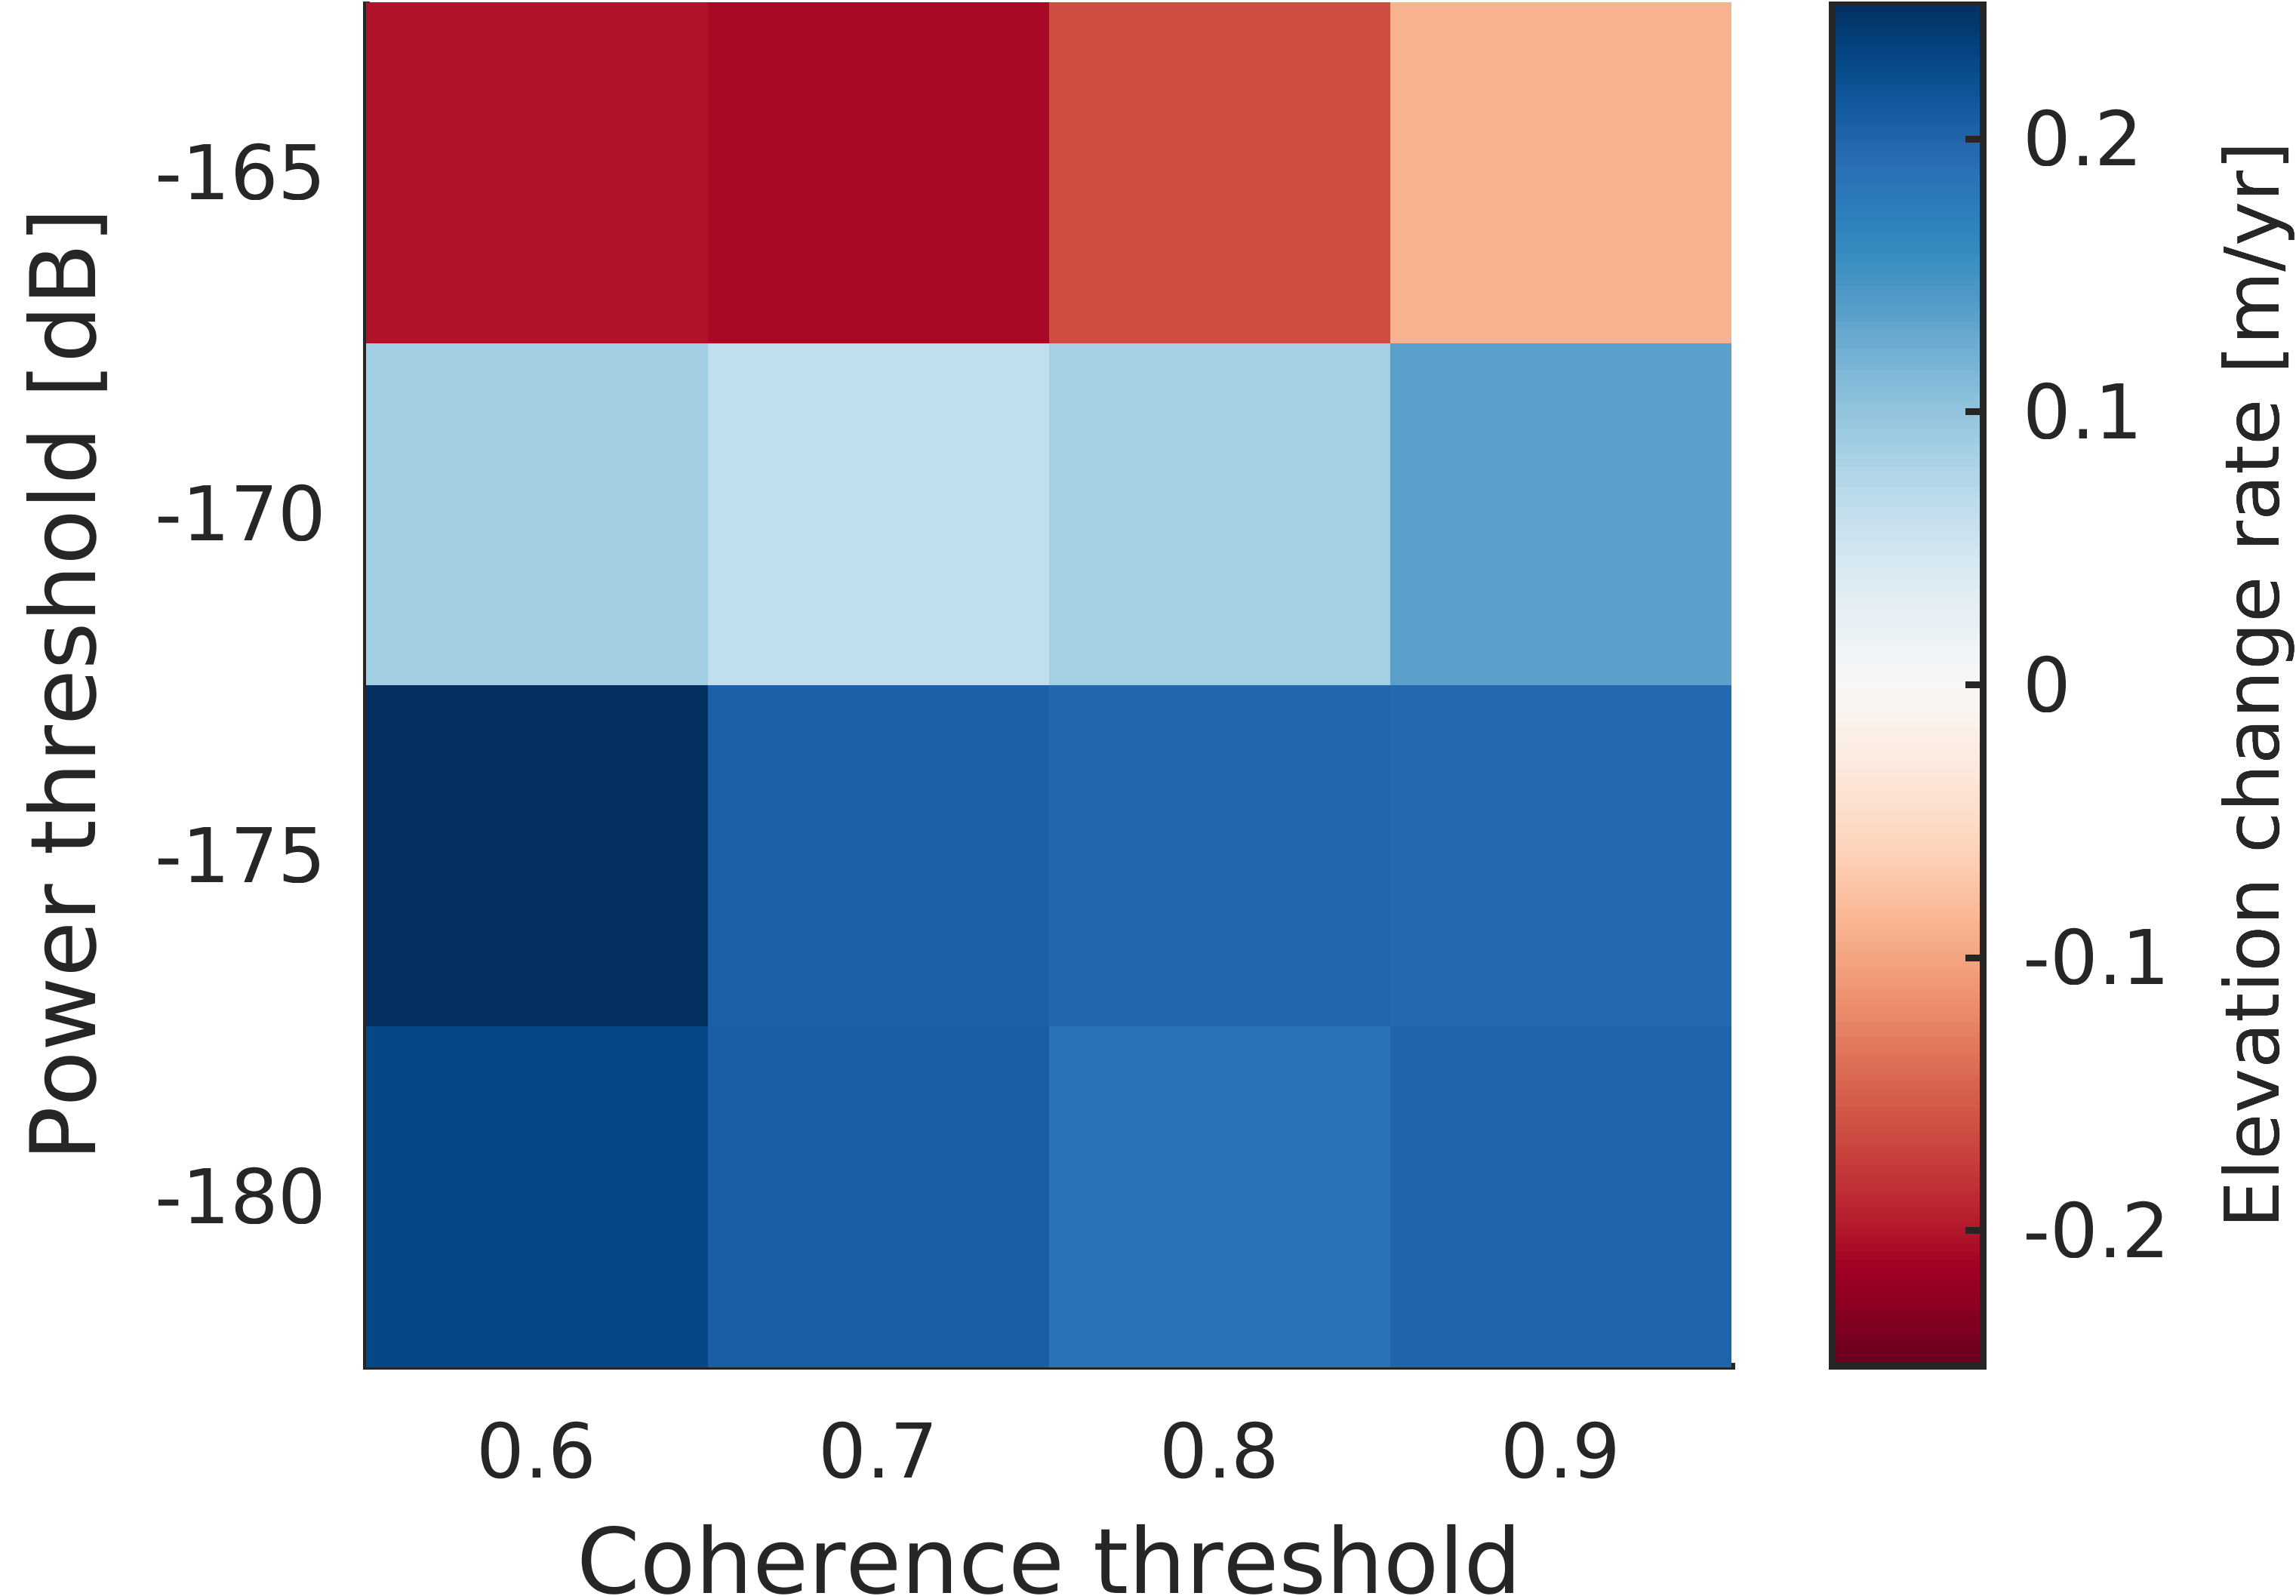 Power threshold [dB]
-165
-170
-175
-180
0.6 0.7 0.8 0.9
Coherence threshold
0.2
0.1
0
-0.1
-0.2
Elevation change rate [m/yr]